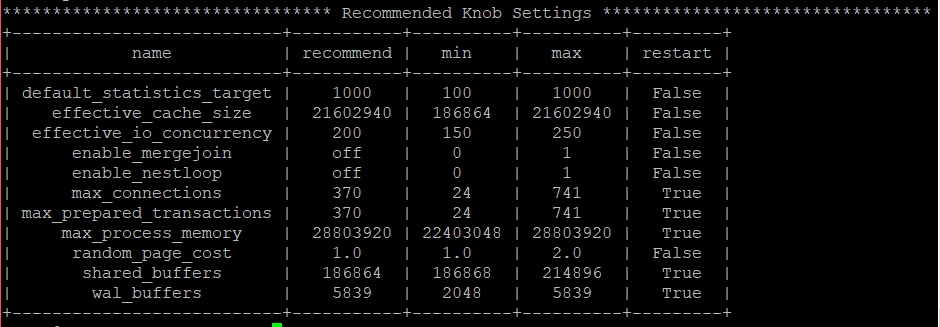 ********************************* Recommended Knob Settings *********************************
+---------------------------+-----------+----------+----------+---------+
|            name           | recommend |   min    |   max    | restart |
+---------------------------+-----------+----------+----------+---------+
| default_statistics_target |    1000   |   100    |   1000   |  False  |
|    effective_cache_size   |  21602940 |  186864  | 21602940 |  False  |
|  effective_io_concurrency |    200    |   150    |   250    |  False  |
|      enable_mergejoin     |    off    |    0     |    1     |  False  |
|      enable_nestloop      |    off    |    0     |    1     |  False  |
|      max_connections      |    370    |    24    |   741    |   True  |
| max_prepared_transactions |    370    |    24    |   741    |   True  |
|     max_process_memory    |  28803920 | 22403048 | 28803920 |   True  |
|      random_page_cost     |    1.0    |   1.0    |   2.0    |  False  |
|       shared_buffers      |   186864  |  186868  |  214896  |   True  |
|        wal_buffers        |    5839   |   2048   |   5839   |   True  |
+---------------------------+-----------+----------+----------+---------+